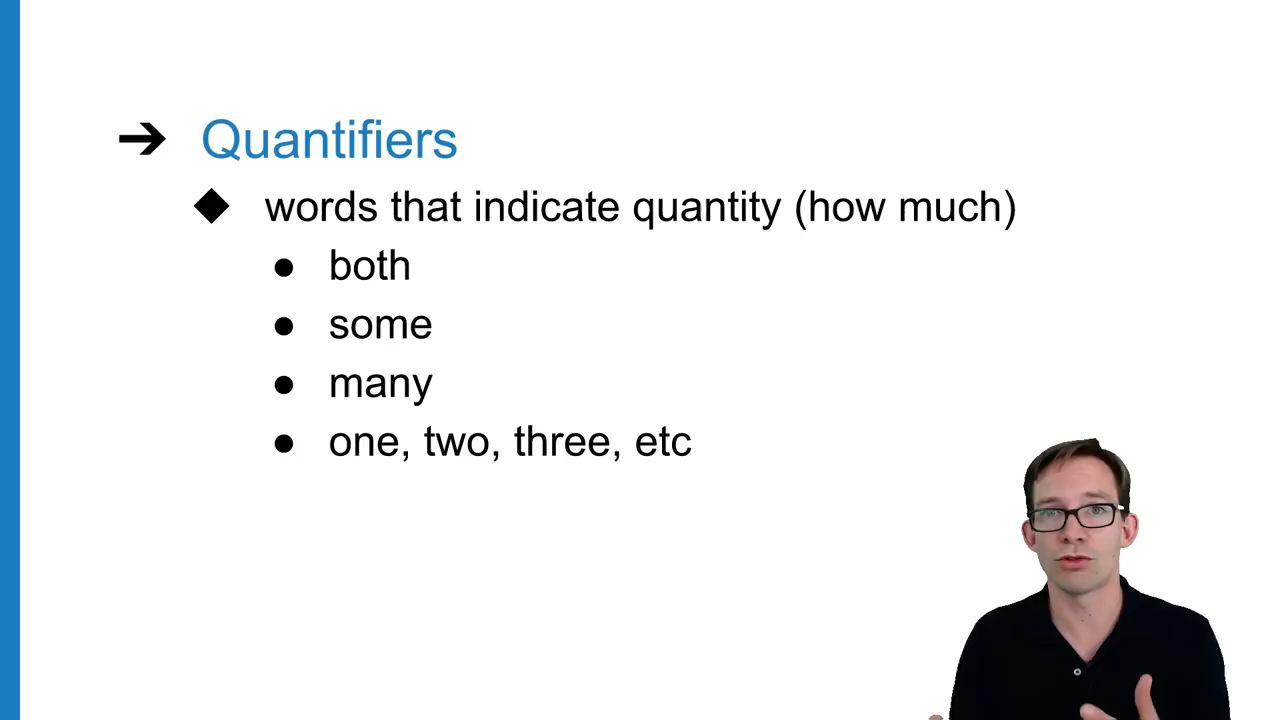 ➔ Quantifiers
◆ words that indicate quantity (how much)
● both
● some
● many
● one, two, three, etc